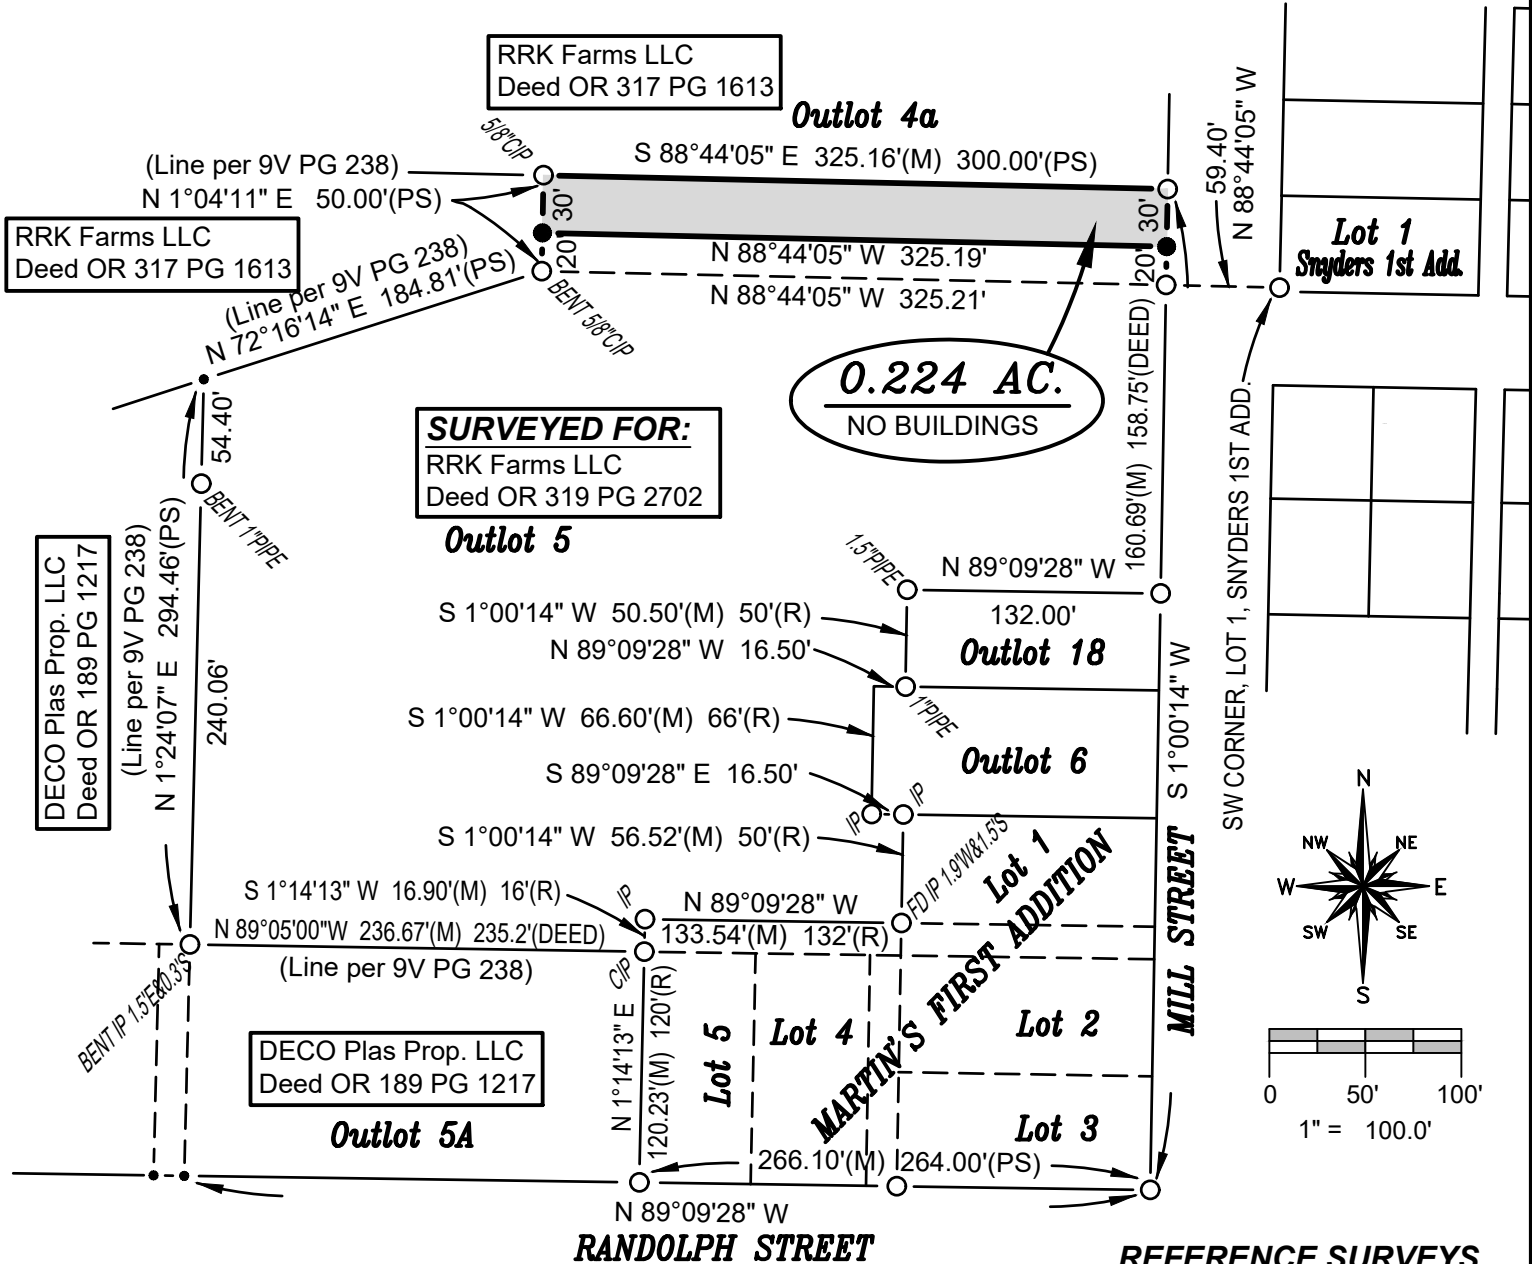 RRK Farms LLC
Deed OR 317 PG 1613
Outlot 4a
5/8"CIP
S 88°44'05" E 325.16'(M) 300.00'(PS)
(Line per 9V PG 238)
N 1°04'11" E 50.00'(PS)
30'
20'
30'
20'
59.40'
N 88°44'05" W
Lot 1
Snyders 1st Add.
RRK Farms LLC
Deed OR 317 PG 1613
N 88°44'05" W 325.19'
N 88°44'05" W 325.21'
(Line per 9V PG 238)
N 72°16'14" E 184.81'(PS)
BENT 5/8"CIP
0.224 AC.
NO BUILDINGS
160.69'(M) 158.75'(DEED)
SW CORNER, LOT 1, SNYDERS 1ST ADD.
54.40'
BENT 1"PIPE
SURVEYED FOR:
RRK Farms LLC
Deed OR 319 PG 2702
Outlot 5
DECO Plas Prop. LLC
Deed OR 189 PG 1217
(Line per 9V PG 238)
N 1°24'07" E 294.46'(PS)
240.06'
1.5"PIPE
N 89°09'28" W
132.00'
S 1°00'14" W 50.50'(M) 50'(R)
N 89°09'28" W 16.50'
Outlot 18
1"PIPE
S 1°00'14" W 66.60'(M) 66'(R)
Outlot 6
S 89°09'28" E 16.50'
IP
IP
S 1°00'14" W
MILL STREET
S 1°00'14" W 56.52'(M) 50'(R)
FD IP 1.9'W&1.5'S
Lot 1
MARTIN'S FIRST ADDITION
S 1°14'13" W 16.90'(M) 16'(R)
IP
N 89°09'28" W
133.54'(M) 132'(R)
N 89°05'00"W 236.67'(M) 235.2'(DEED)
(Line per 9V PG 238)
CIP
BENT IP 1.5'E&0.3'S
N 1°14'13" E
120.23'(M) 120'(R)
Lot 5
Lot 4
Lot 2
Lot 3
DECO Plas Prop. LLC
Deed OR 189 PG 1217
Outlot 5A
266.10'(M) 264.00'(PS)
N 89°09'28" W
RANDOLPH STREET
N
NW NE
W E
SW SE
S
0 50' 100'
1" = 100.0'
REFERENCE SURVEYS